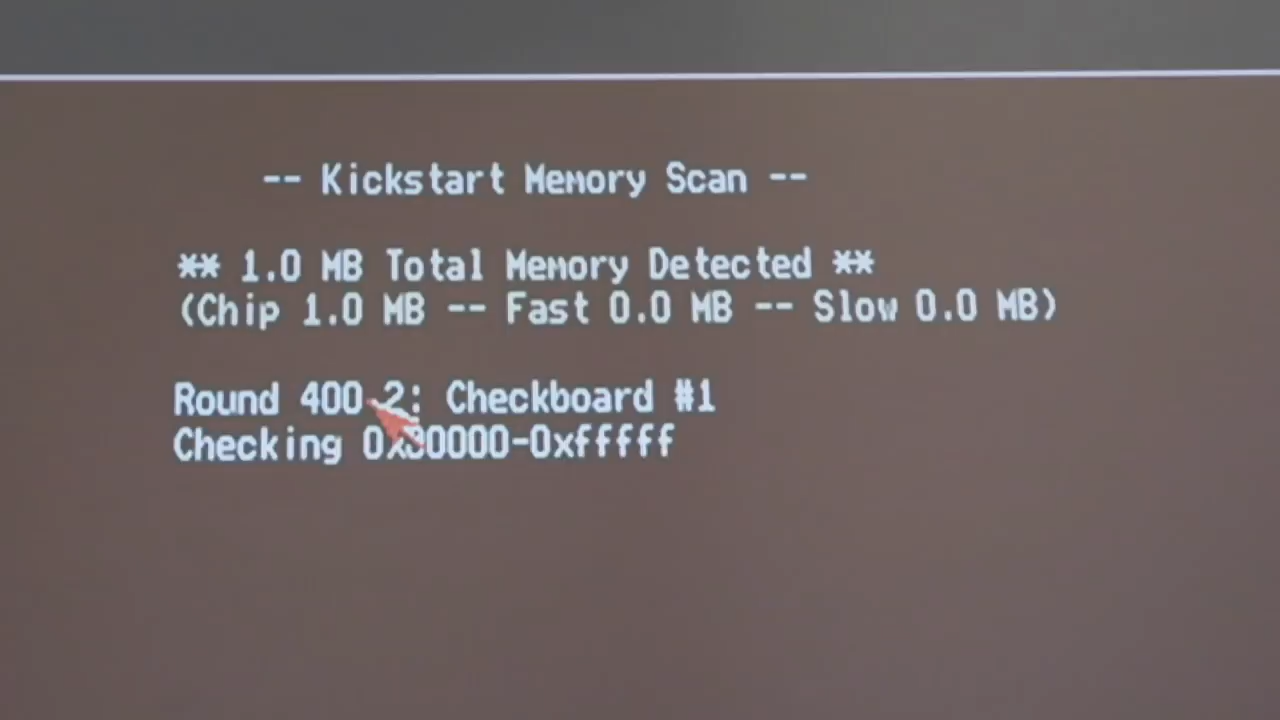 -- Kickstart Memory Scan --
** 1.0 MB Total Memory Detected **
(Chip 1.0 MB -- Fast 0.0 MB -- Slow 0.0 MB)
Round 400 2: Checkboard #1
Checking 0x80000-0xfffff